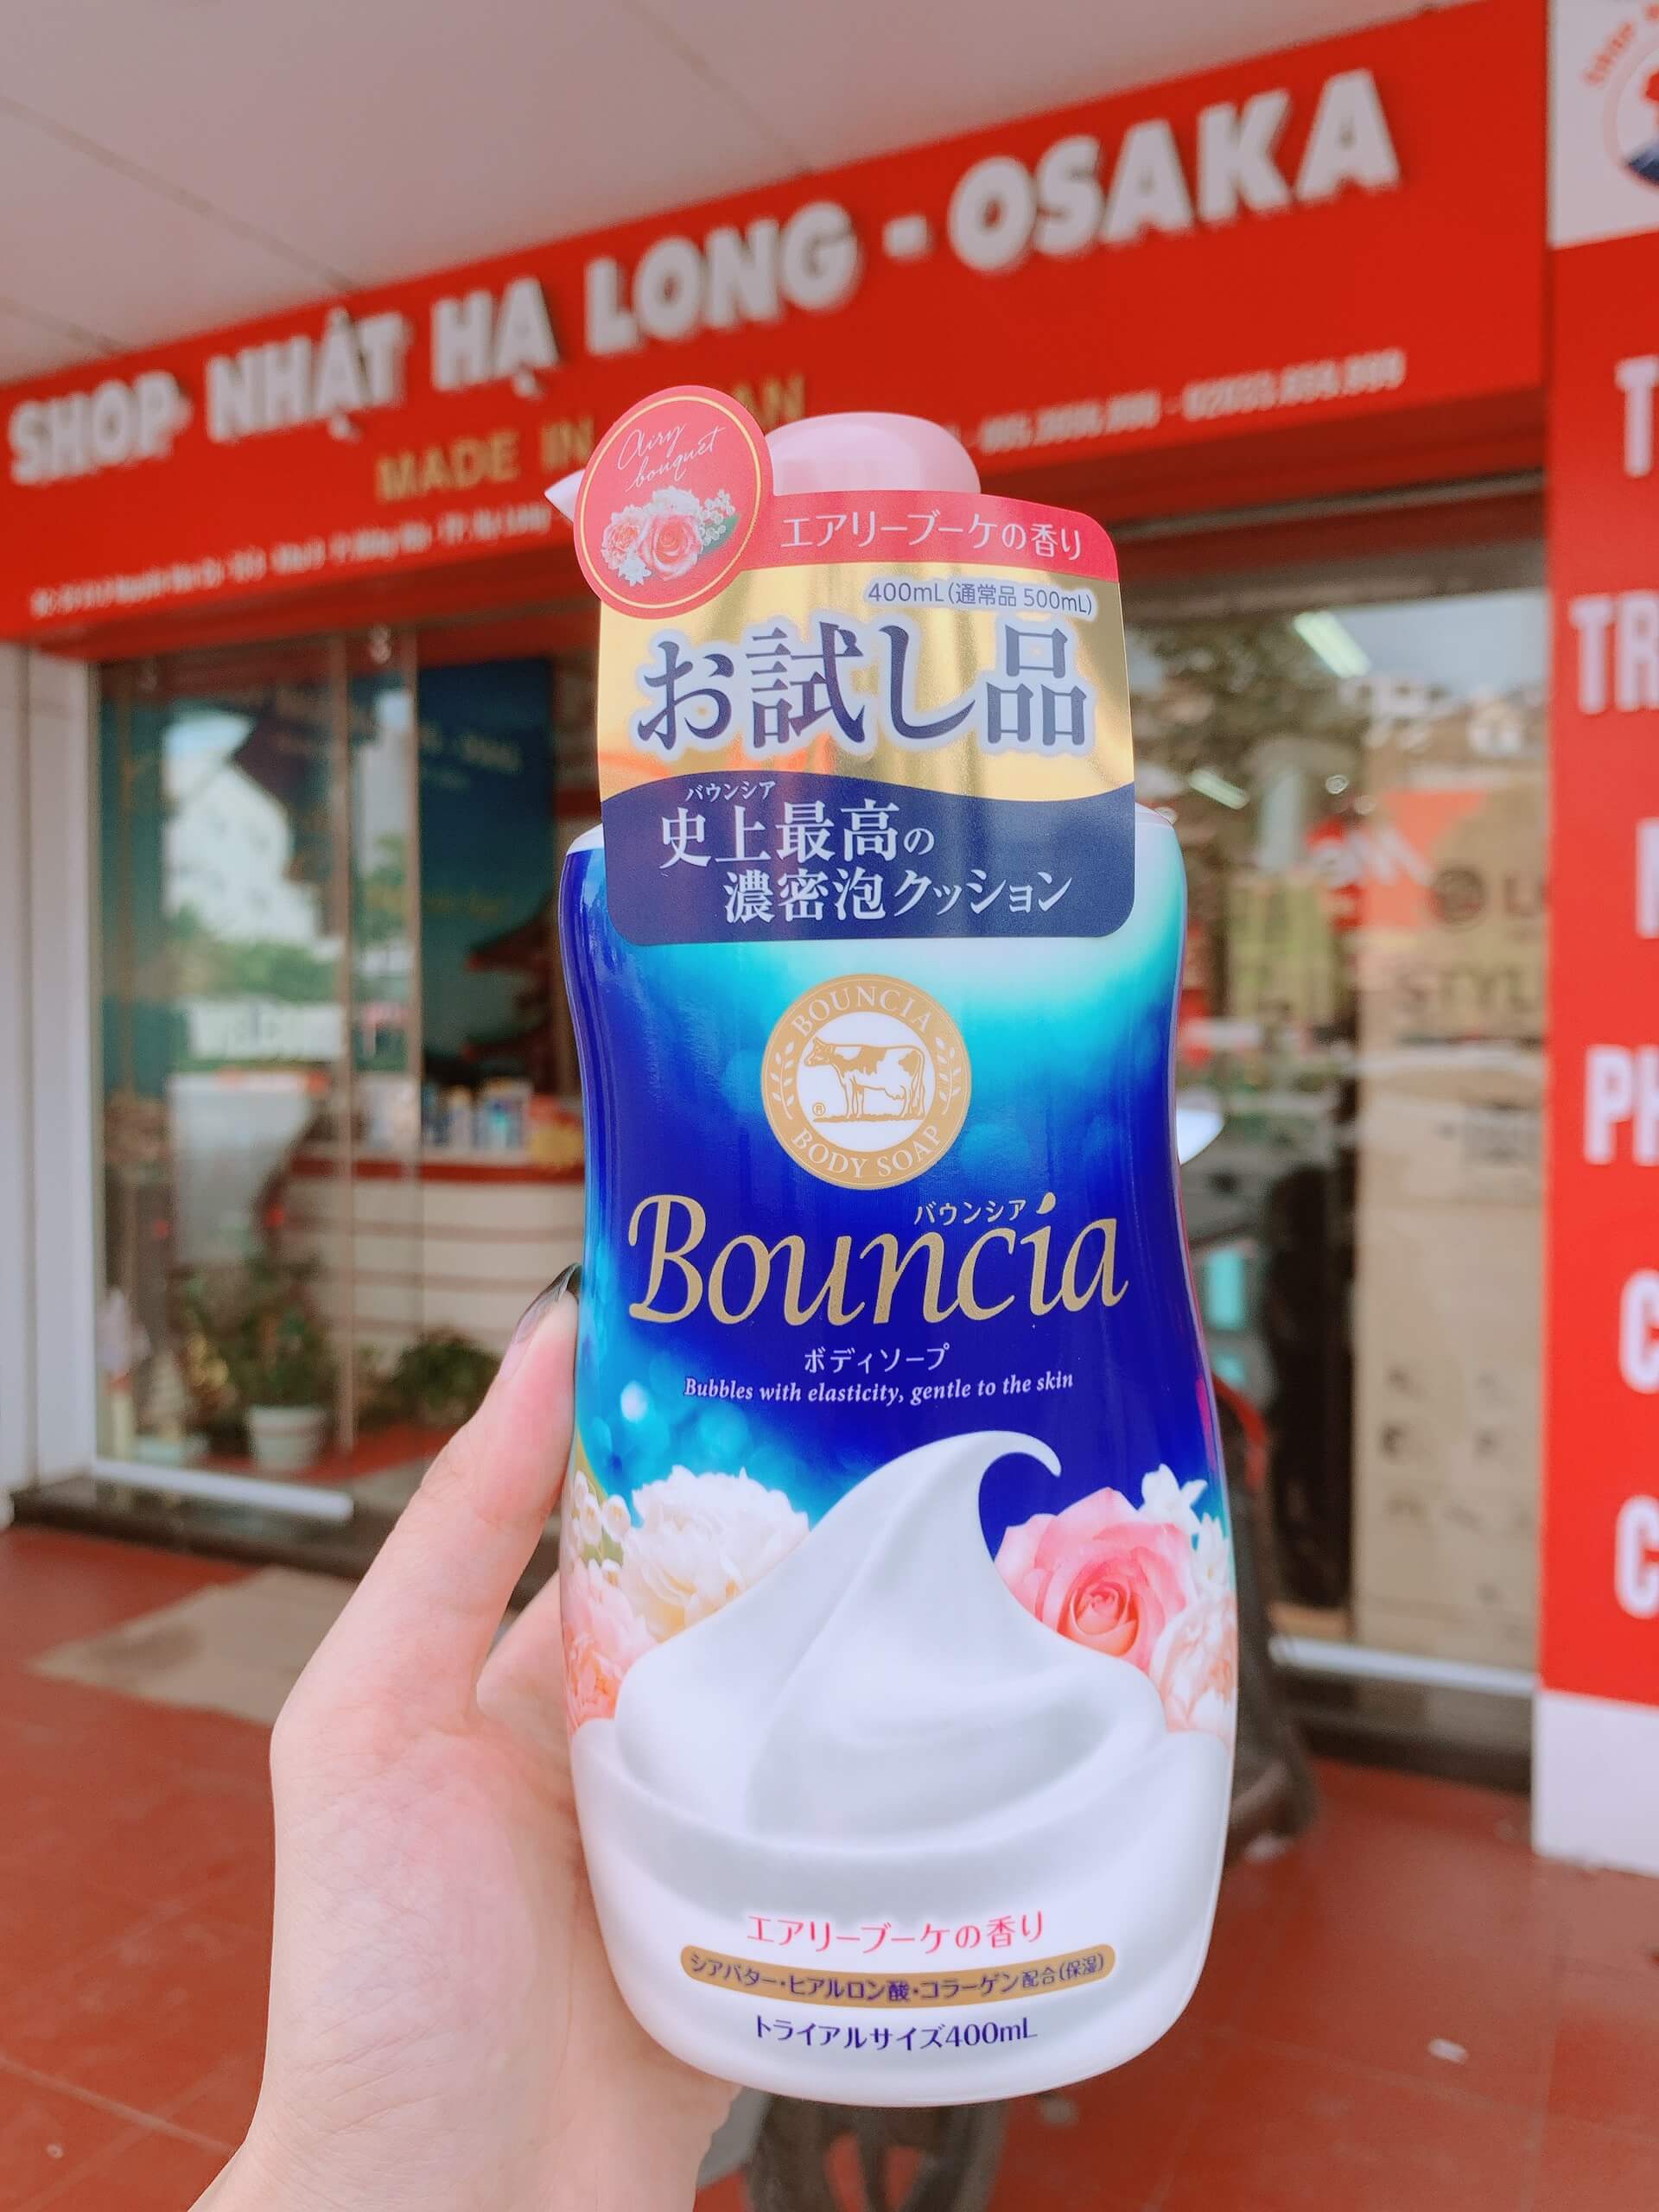 SHOP NHẬT HẠ LONG - OSAKA
MADE IN
Airy
bouquet
エアリーブーケの香り
400mL(通常品 500mL)
お試し品
バウンシア
史上最高の
濃密泡クッション
BOUNCIA
BODY SOAP
®
バウンシア
Bouncia
ボディソープ
Bubbles with elasticity, gentle to the skin
エアリーブーケの香り
シアバター・ヒアルロン酸・コラーゲン配合(保湿)
トライアルサイズ400mL